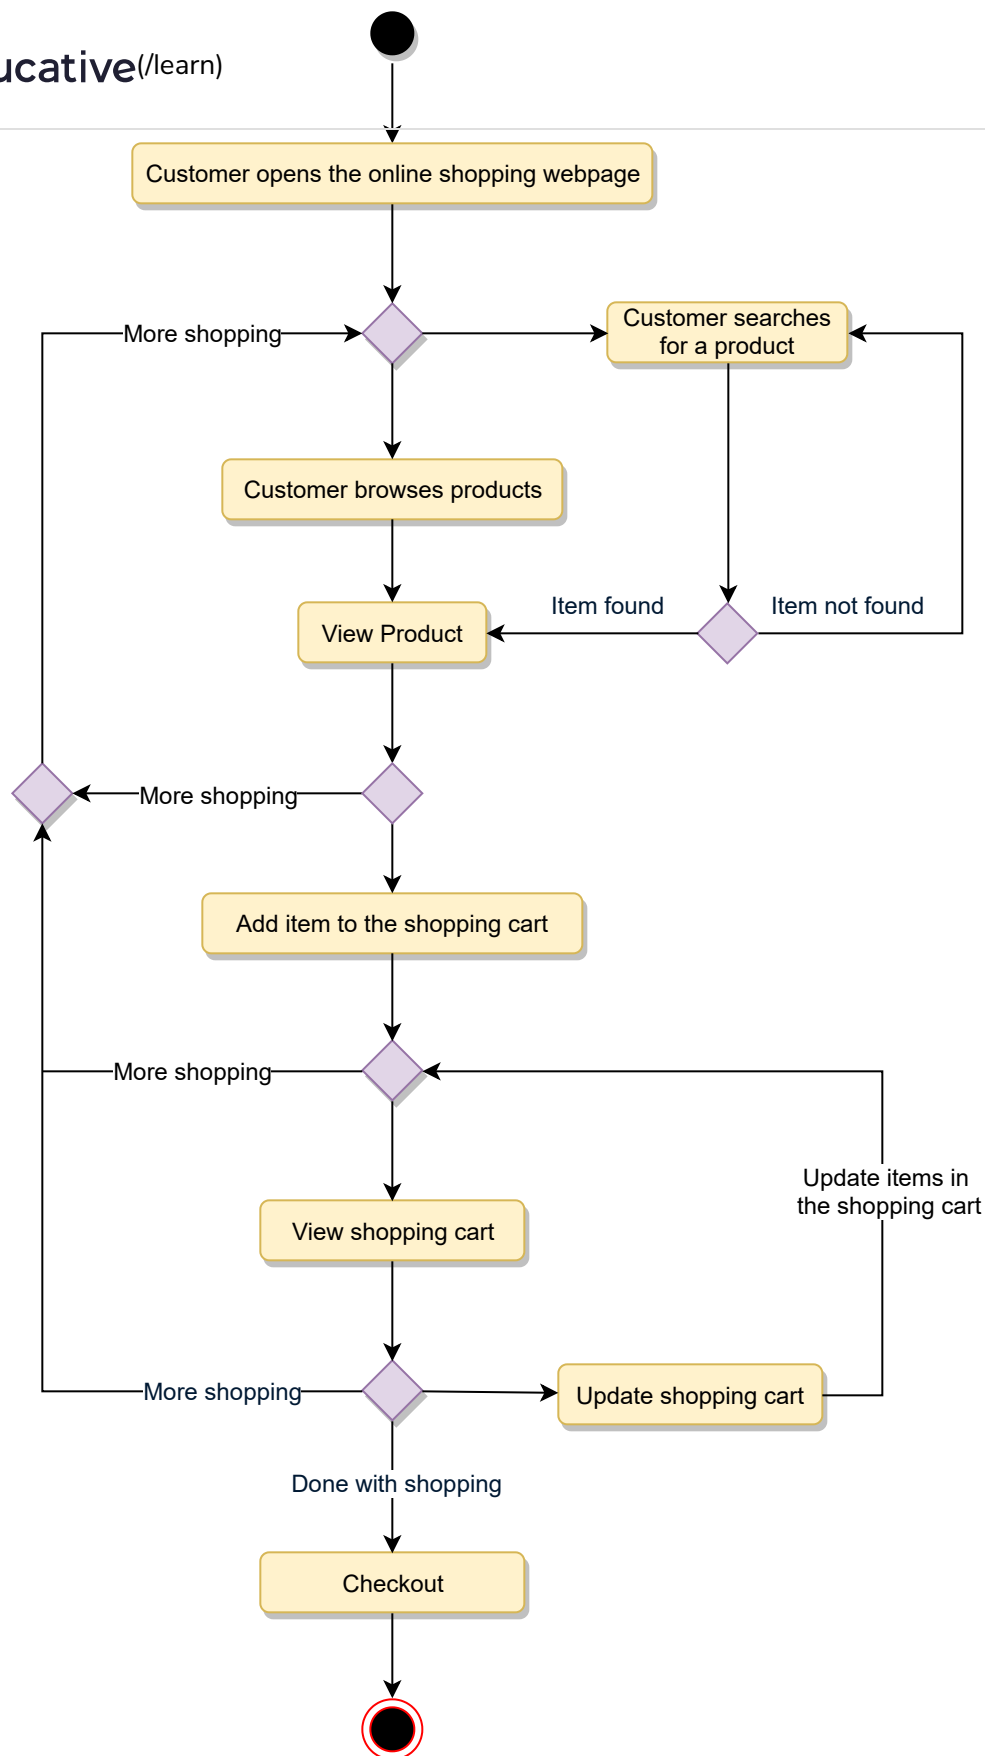 ucative(/learn)
Customer opens the online shopping webpage
More shopping
Customer searches
for a product
Customer browses products
Item found
Item not found
View Product
More shopping
Add item to the shopping cart
More shopping
Update items in
the shopping cart
View shopping cart
More shopping
Update shopping cart
Done with shopping
Checkout